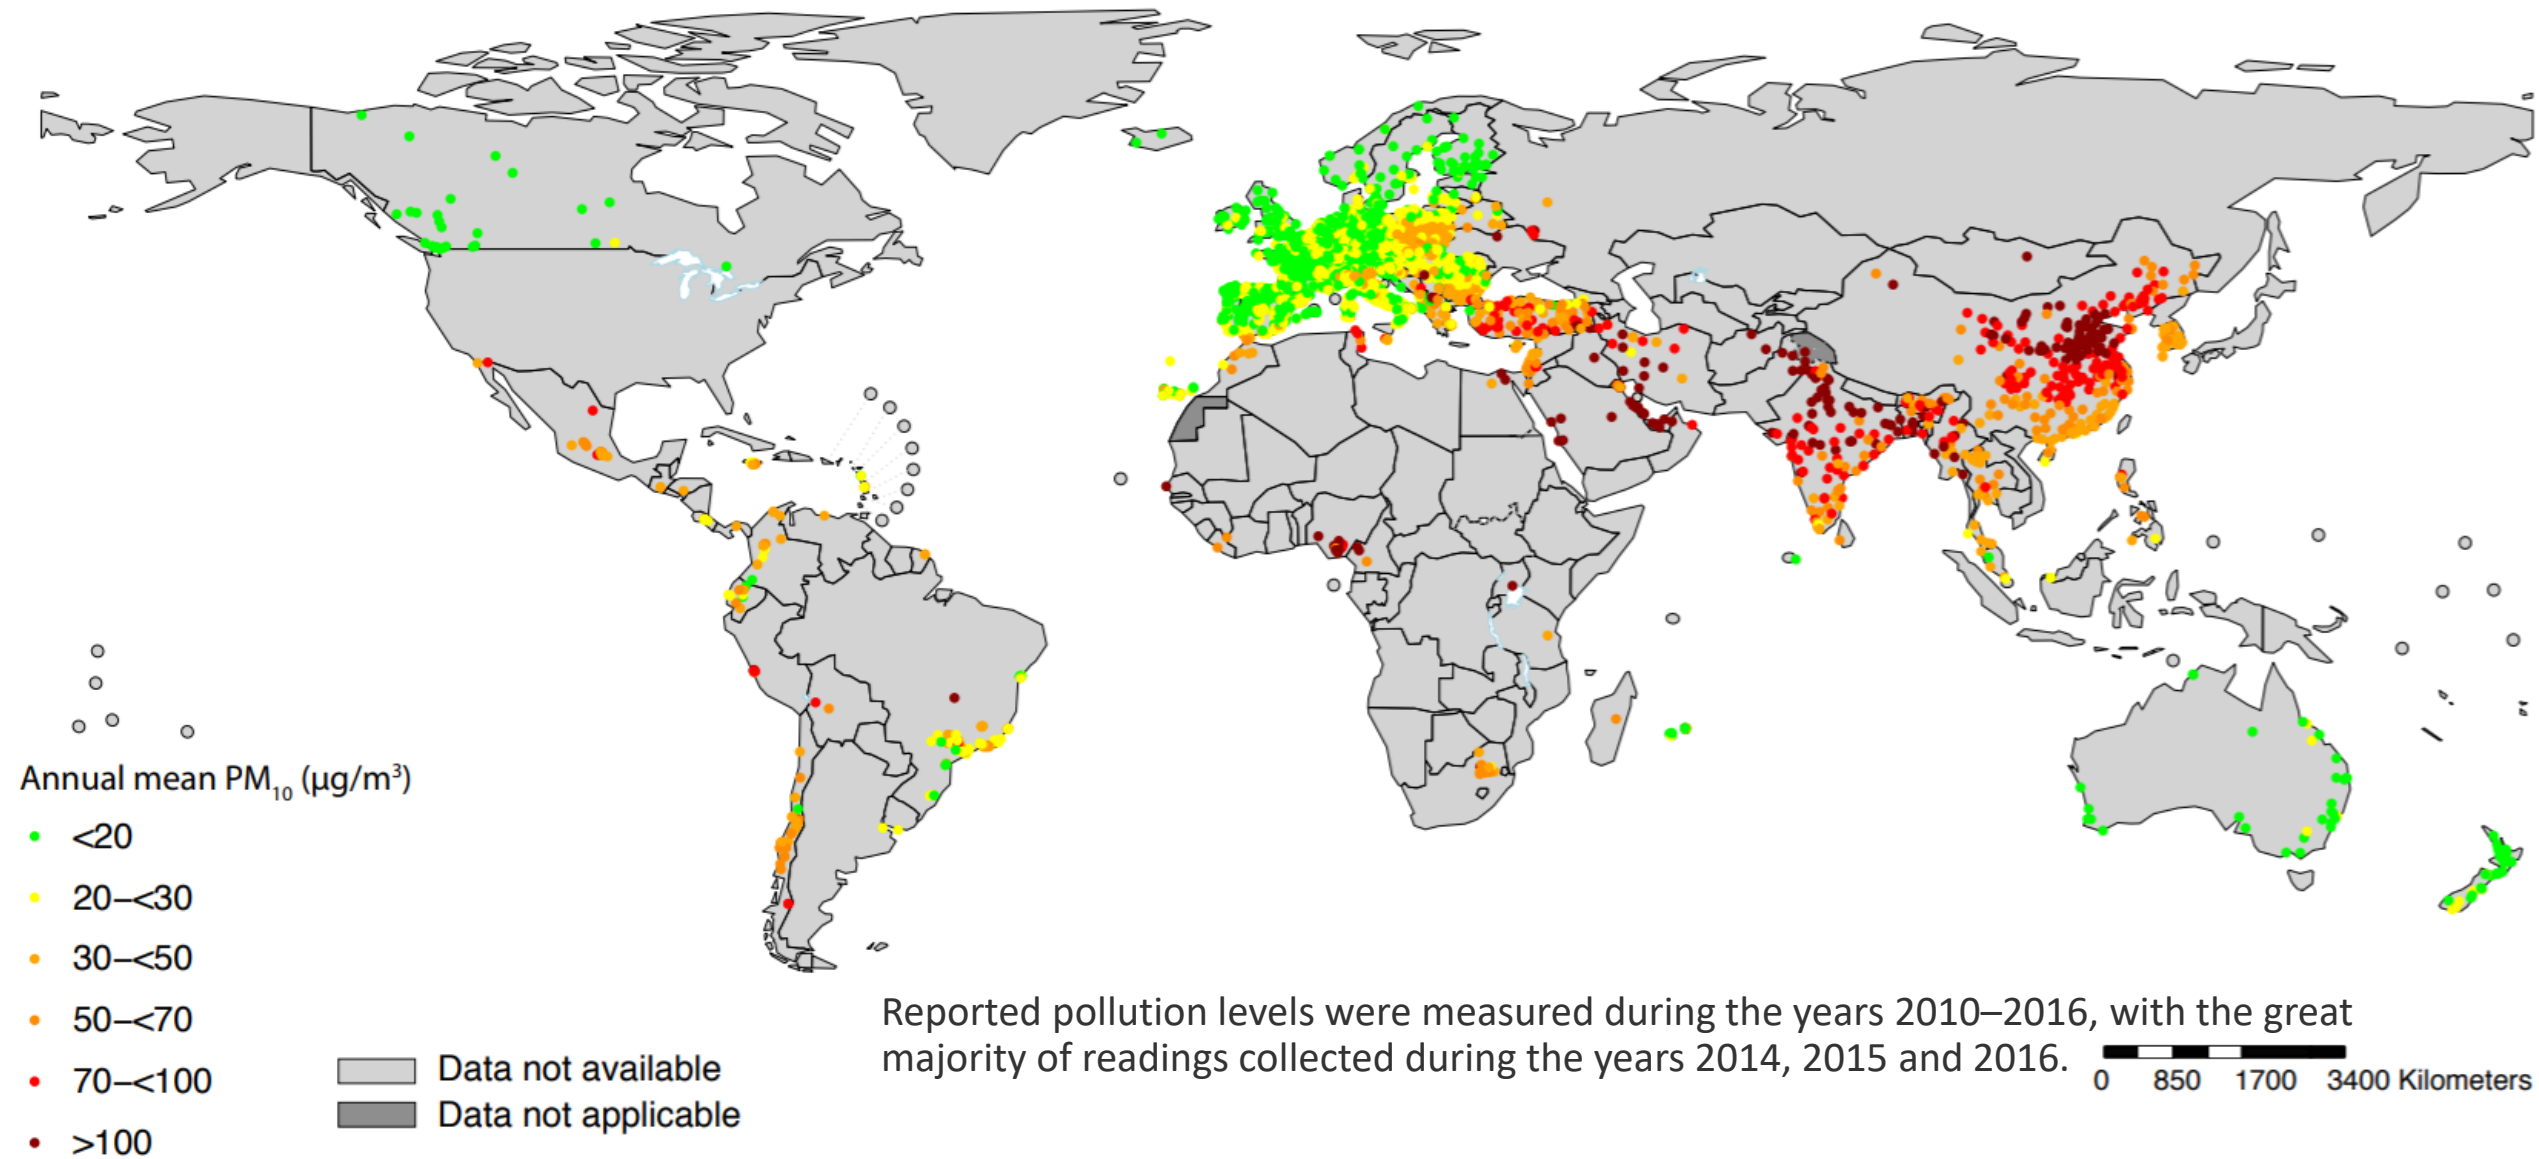 Annual mean PM10 (µg/m³)
<20
20–<30
30–<50
50–<70
70–<100
>100
Data not available
Data not applicable
Reported pollution levels were measured during the years 2010–2016, with the great
majority of readings collected during the years 2014, 2015 and 2016.
0 850 1700 3400 Kilometers